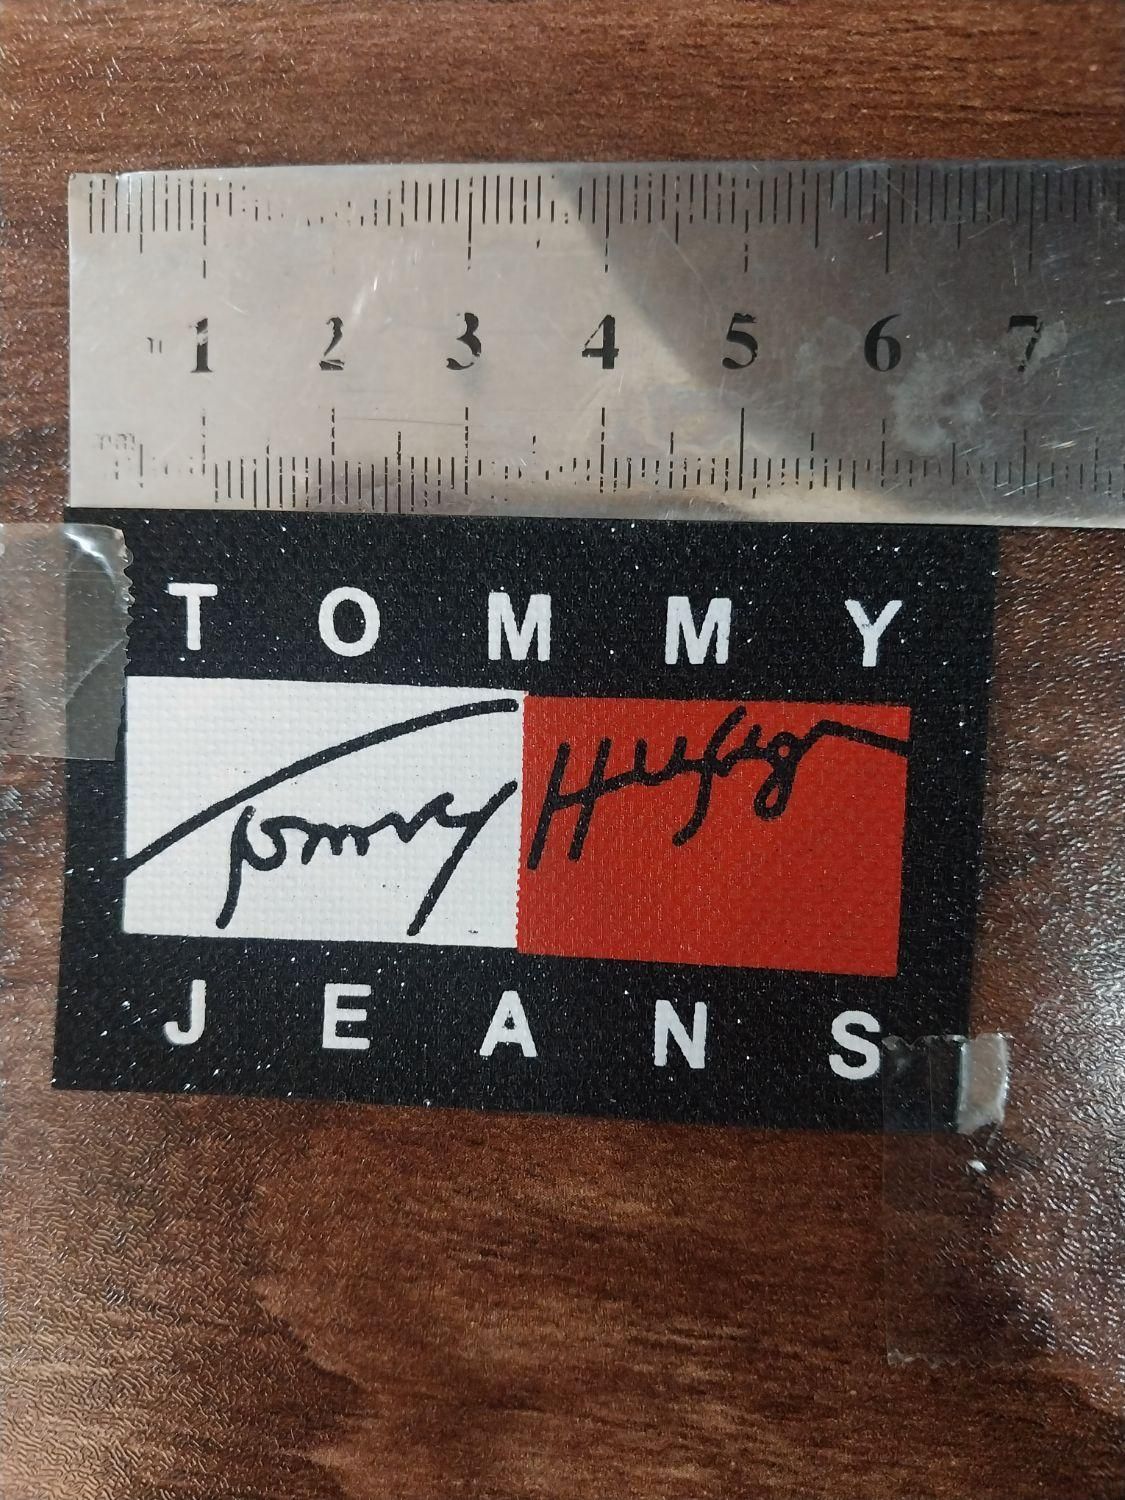 1 2 3 4 5 6 7
TOMMY
Tommy Hilfiger
JEANS